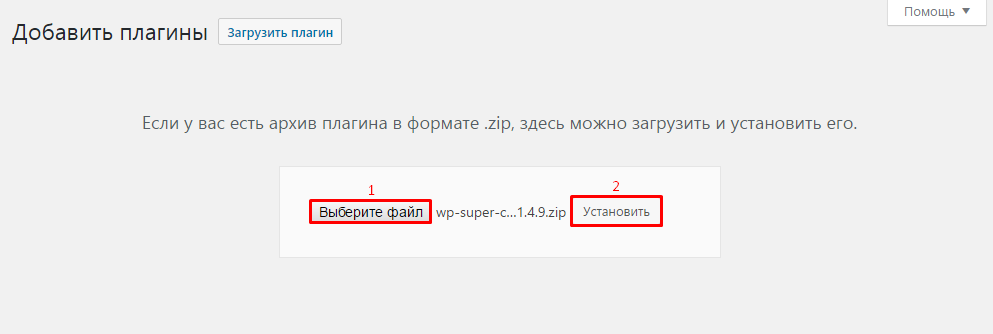 Помощь
Добавить плагины Загрузить плагин
Если у вас есть архив плагина в формате .zip, здесь можно загрузить и установить его.
1 2
Выберите файл wp-super-c...1.4.9.zip Установить